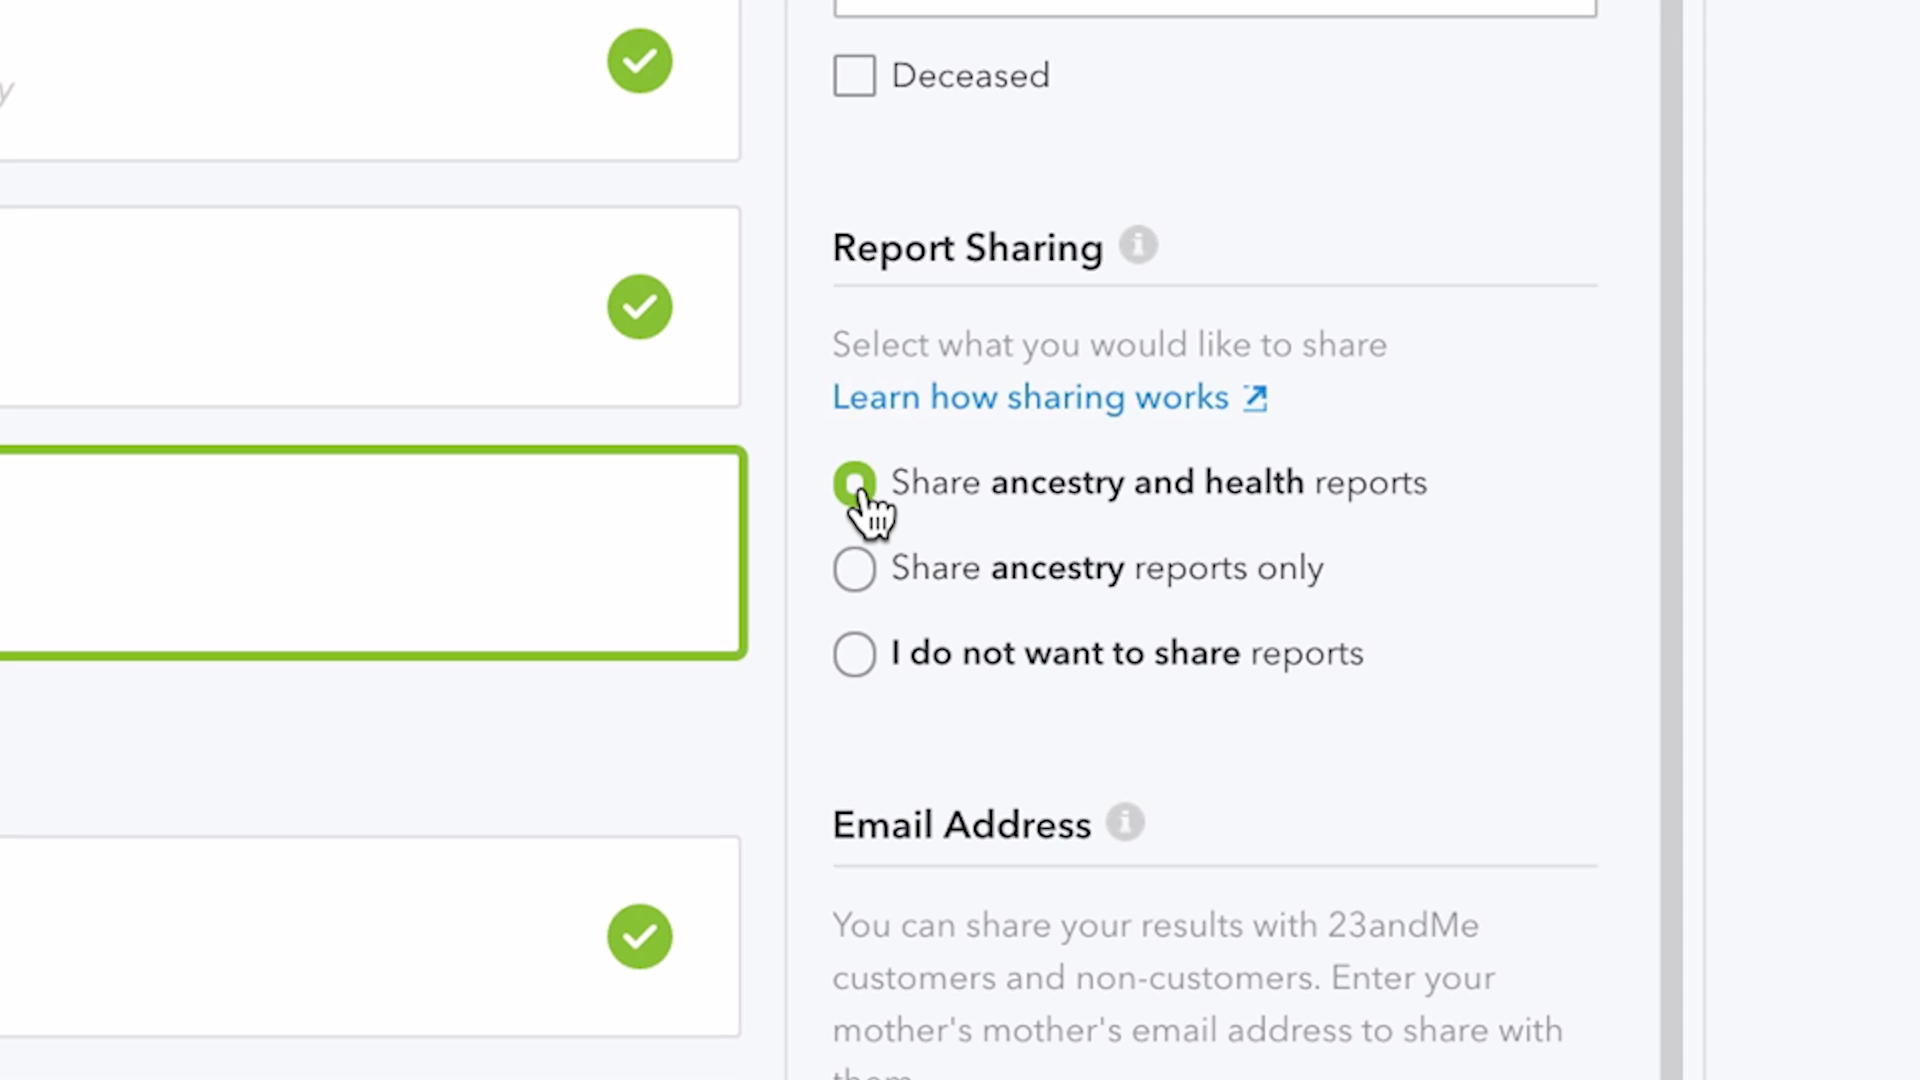 Deceased
Report Sharing
Select what you would like to share
Learn how sharing works
Share ancestry and health reports
Share ancestry reports only
I do not want to share reports
Email Address
You can share your results with 23andMe
customers and non-customers. Enter your
mother's mother's email address to share with